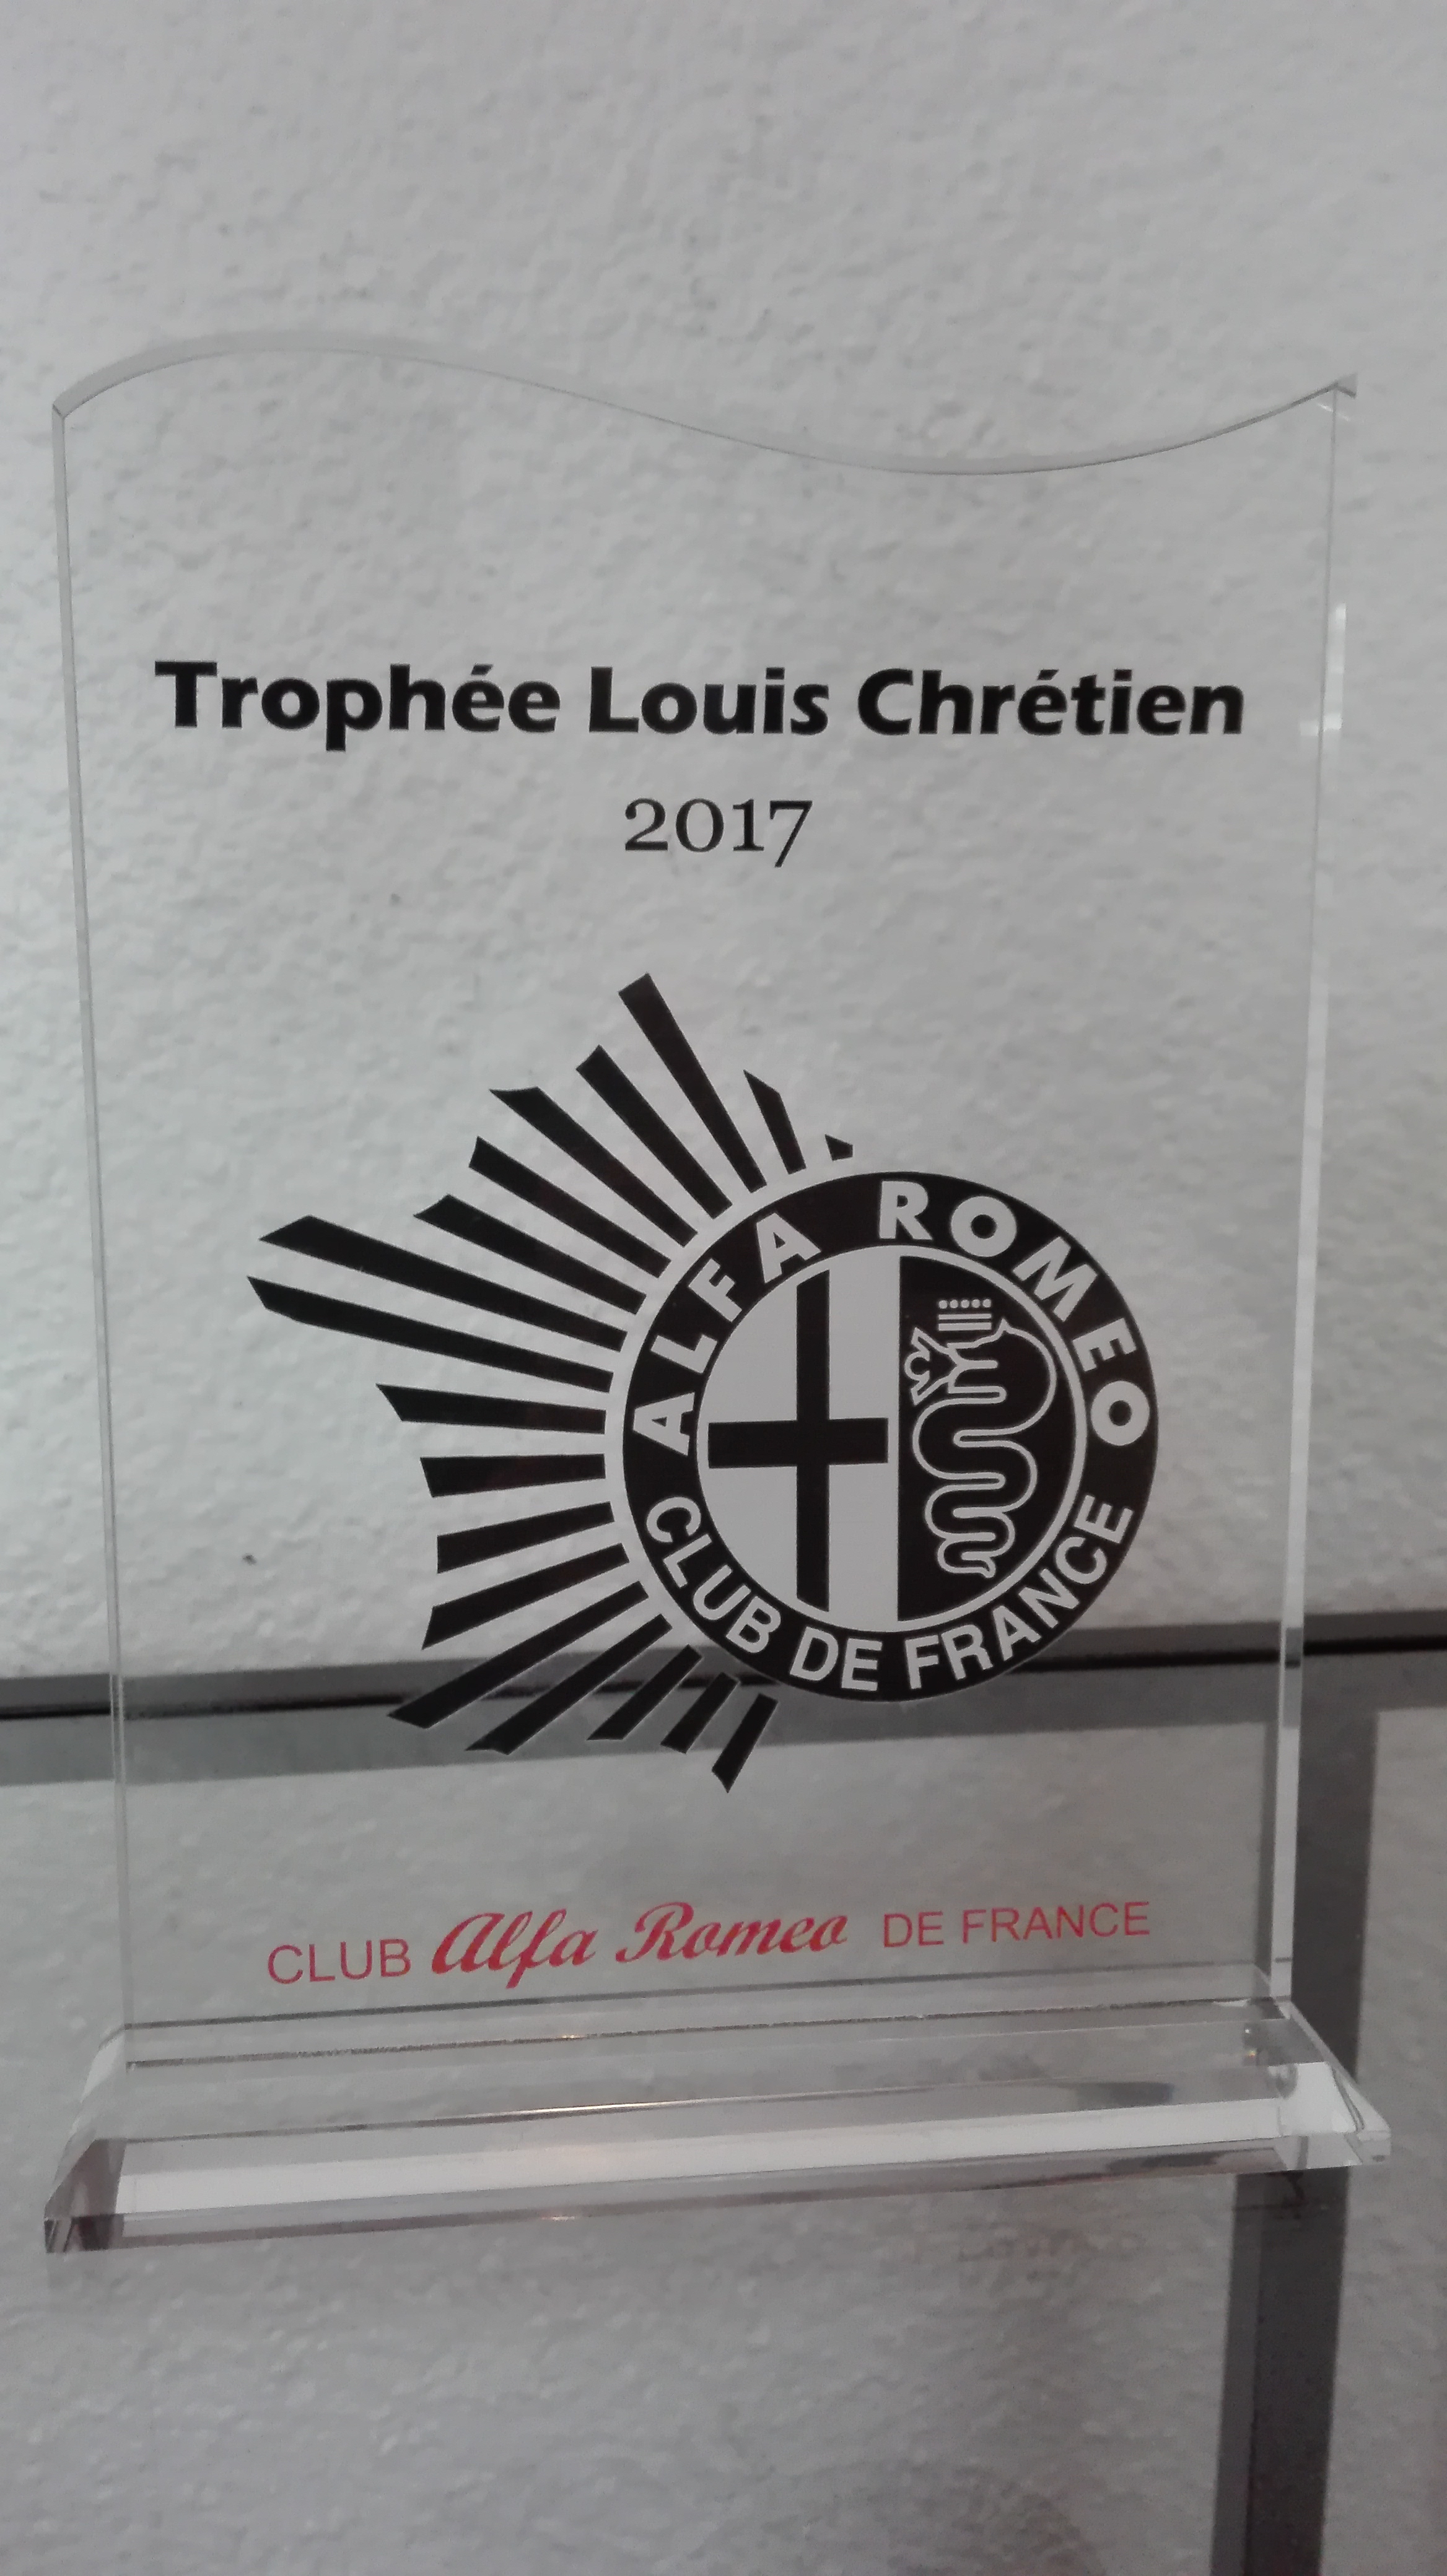 Trophée Louis Chrétien
2017
ALFA ROMEO
CLUB DE FRANCE
CLUB Alfa Romeo DE FRANCE